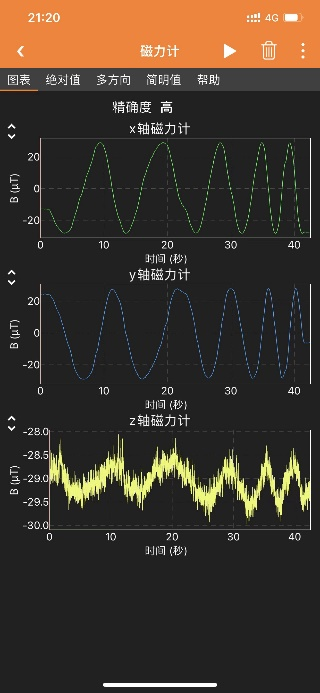 21:20
4G
磁力计
图表 绝对值 多方向 简明值 帮助
精确度 高
x轴磁力计
B (μT)
20
0
−20
0 10 20 30 40
时间 (秒)
y轴磁力计
B (μT)
20
0
−20
0 10 20 30 40
时间 (秒)
z轴磁力计
B (μT)
-28.0
-28.5
-29.0
-29.5
-30.0
0 10 20 30 40
时间 (秒)